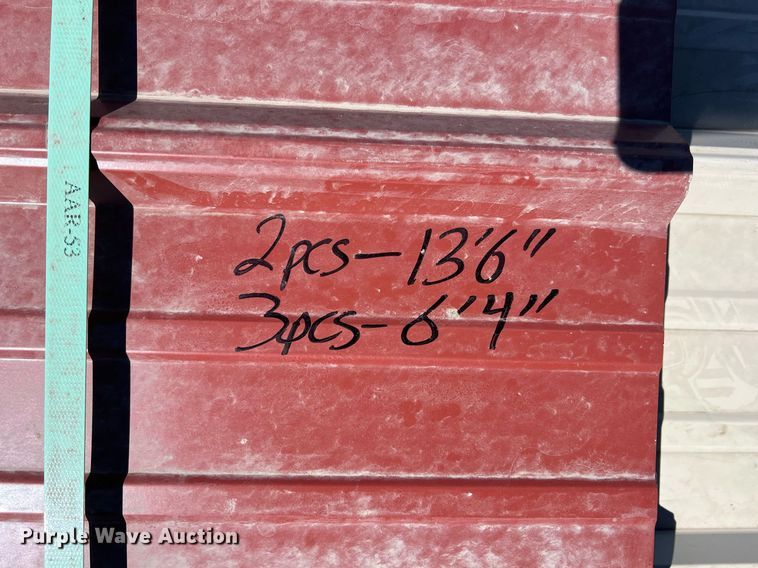 AAR-53
2pcs-13'6"
3pcs-6'4"
Purple Wave Auction